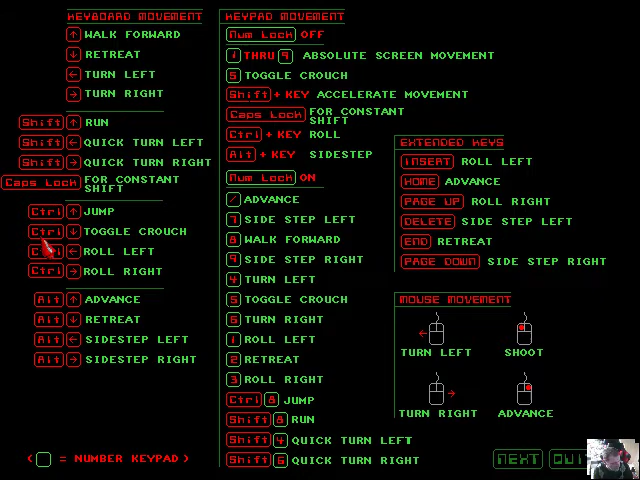 KEYBOARD MOVEMENT
↑ WALK FORWARD
↓ RETREAT
← TURN LEFT
→ TURN RIGHT
Shift ↑ RUN
Shift ← QUICK TURN LEFT
Shift → QUICK TURN RIGHT
Caps Lock FOR CONSTANT
SHIFT
Ctrl ↑ JUMP
Ctrl ↓ TOGGLE CROUCH
Ctrl ← ROLL LEFT
Ctrl → ROLL RIGHT
Alt ↑ ADVANCE
Alt ↓ RETREAT
Alt ← SIDESTEP LEFT
Alt → SIDESTEP RIGHT
< = NUMBER KEYPAD >
KEYPAD MOVEMENT
Num Lock OFF
1 THRU 9 ABSOLUTE SCREEN MOVEMENT
5 TOGGLE CROUCH
Shift + KEY ACCELERATE MOVEMENT
Caps Lock FOR CONSTANT
SHIFT
Ctrl + KEY ROLL
Alt + KEY SIDESTEP
Num Lock ON
/ ADVANCE
7 SIDE STEP LEFT
8 WALK FORWARD
9 SIDE STEP RIGHT
4 TURN LEFT
5 TOGGLE CROUCH
6 TURN RIGHT
1 ROLL LEFT
2 RETREAT
3 ROLL RIGHT
Ctrl 8 JUMP
Shift 8 RUN
Shift 4 QUICK TURN LEFT
Shift 6 QUICK TURN RIGHT
EXTENDED KEYS
INSERT ROLL LEFT
HOME ADVANCE
PAGE UP ROLL RIGHT
DELETE SIDE STEP LEFT
END RETREAT
PAGE DOWN SIDE STEP RIGHT
MOUSE MOVEMENT
← TURN LEFT
SHOOT
→ TURN RIGHT
ADVANCE
NEXT